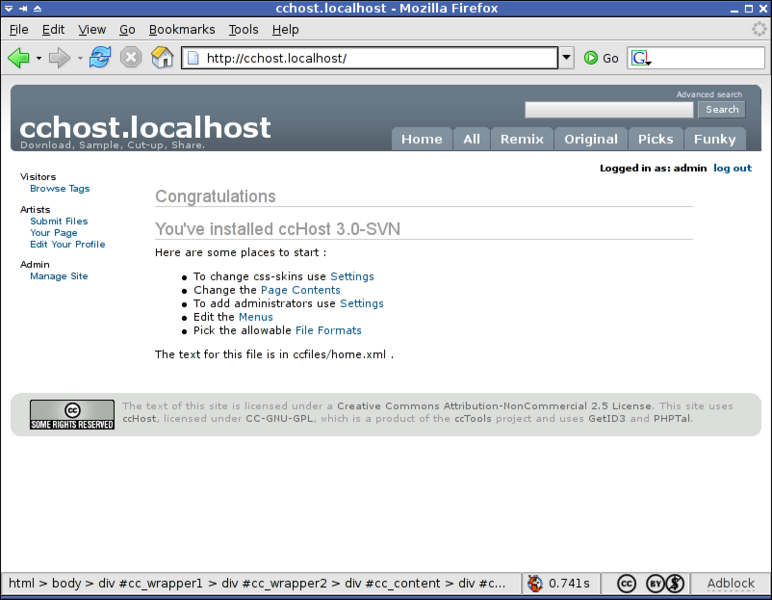 cchost.localhost - Mozilla Firefox
File Edit View Go Bookmarks Tools Help
http://cchost.localhost/ Go G
Advanced search
Search
cchost.localhost
Download, Sample, Cut-up, Share.
Home All Remix Original Picks Funky
Logged in as: admin log out
Visitors
Browse Tags
Artists
Submit Files
Your Page
Edit Your Profile
Admin
Manage Site
Congratulations
You've installed ccHost 3.0-SVN
Here are some places to start :
To change css-skins use Settings
Change the Page Contents
To add administrators use Settings
Edit the Menus
Pick the allowable File Formats
The text for this file is in ccfiles/home.xml .
cc
SOME RIGHTS RESERVED
The text of this site is licensed under a Creative Commons Attribution-NonCommercial 2.5 License. This site uses
ccHost, licensed under CC-GNU-GPL, which is a product of the ccTools project and uses GetID3 and PHPTal.
html > body > div #cc_wrapper1 > div #cc_wrapper2 > div #cc_content > div #c... 0.741s cc BY $ Adblock